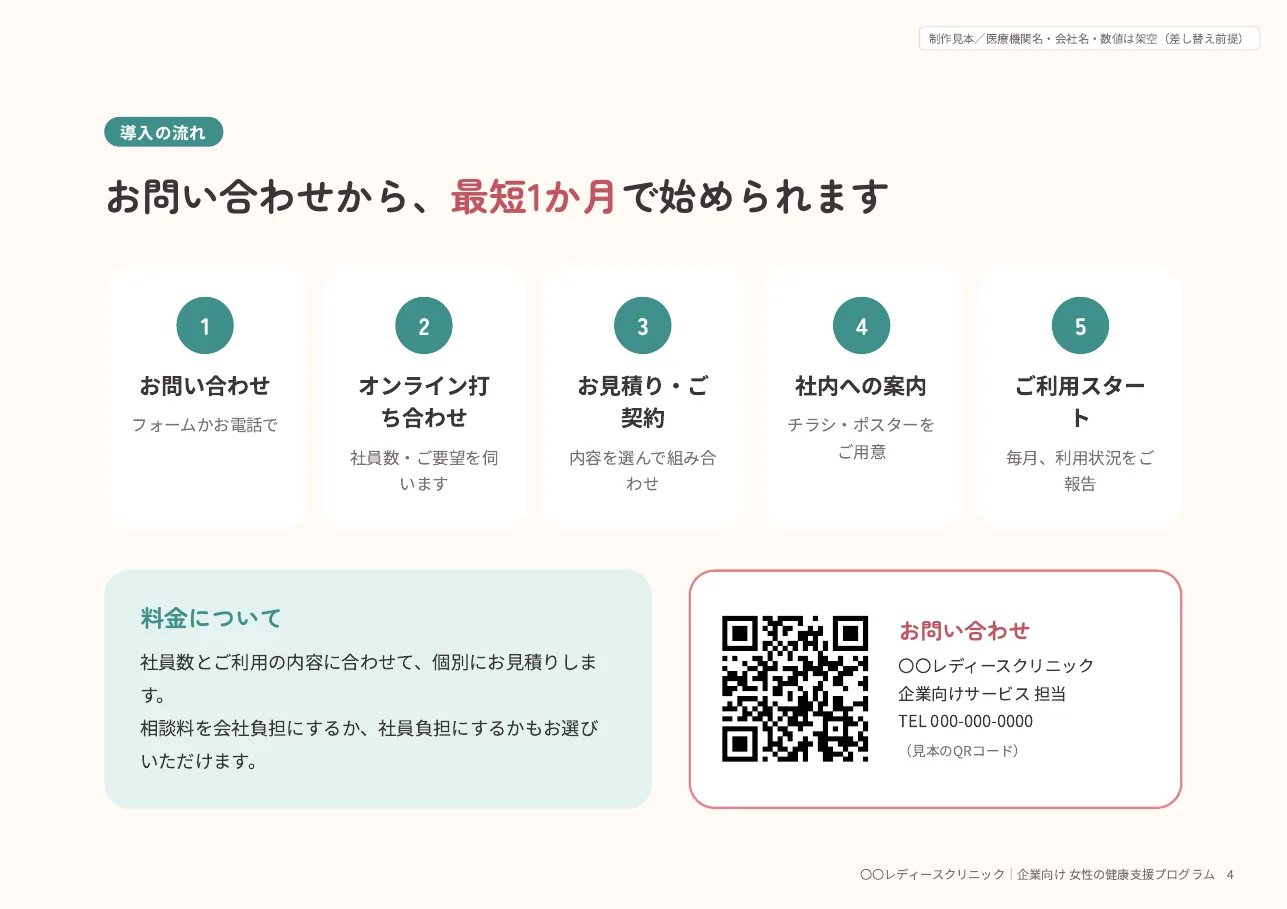 制作見本／医療機関名・会社名・数値は架空（差し替え前提）
導入の流れ
お問い合わせから、最短1か月で始められます
1
お問い合わせ
フォームかお電話で
2
オンライン打
ち合わせ
社員数・ご要望を伺
います
3
お見積り・ご
契約
内容を選んで組み合
わせ
4
社内への案内
チラシ・ポスターを
ご用意
5
ご利用スター
ト
毎月、利用状況をご
報告
料金について
社員数とご利用の内容に合わせて、個別にお見積りしま
す。
相談料を会社負担にするか、社員負担にするかもお選び
いただけます。
お問い合わせ
〇〇レディースクリニック
企業向けサービス 担当
TEL 000-000-0000
（見本のQRコード）
〇〇レディースクリニック｜企業向け 女性の健康支援プログラム 4